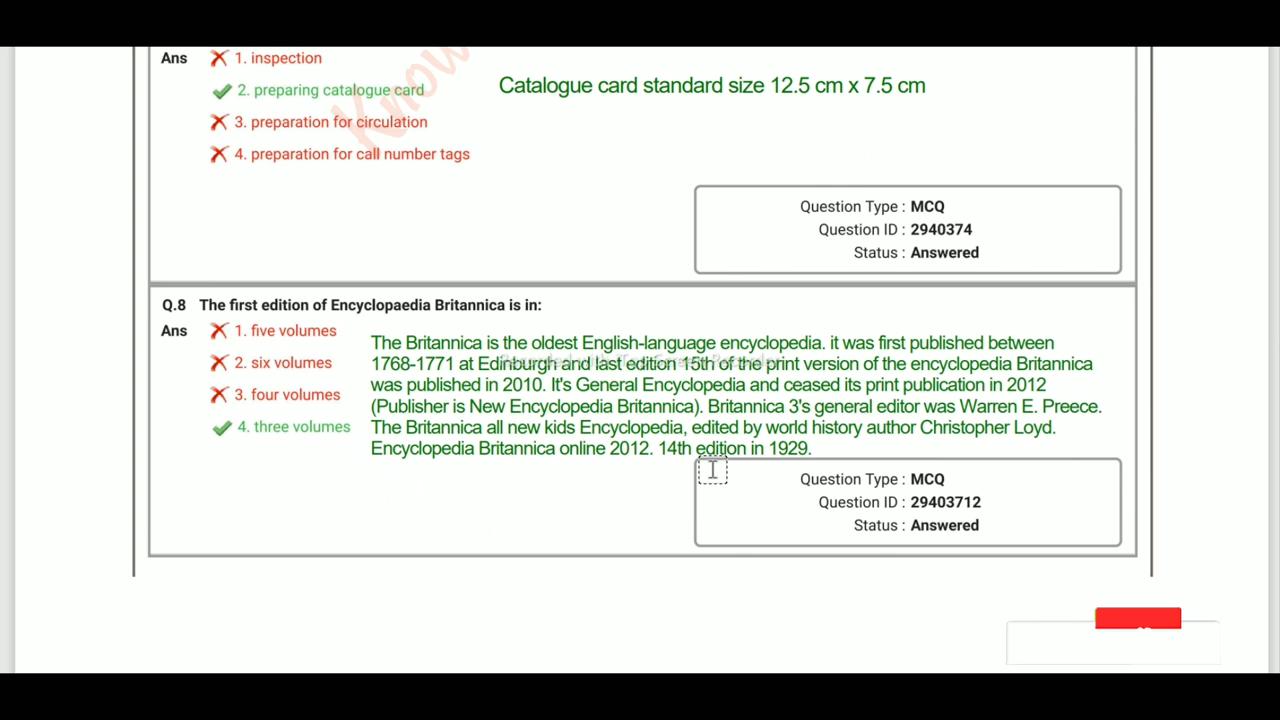 Ans 1. inspection
2. preparing catalogue card Catalogue card standard size 12.5 cm x 7.5 cm
3. preparation for circulation
4. preparation for call number tags
Know
Question Type : MCQ
Question ID : 2940374
Status : Answered
Q.8 The first edition of Encyclopaedia Britannica is in:
Ans 1. five volumes
2. six volumes
3. four volumes
4. three volumes
The Britannica is the oldest English-language encyclopedia. it was first published between
1768-1771 at Edinburgh and last edition 15th of the print version of the encyclopedia Britannica
was published in 2010. It's General Encyclopedia and ceased its print publication in 2012
(Publisher is New Encyclopedia Britannica). Britannica 3's general editor was Warren E. Preece.
The Britannica all new kids Encyclopedia, edited by world history author Christopher Loyd.
Encyclopedia Britannica online 2012. 14th edition in 1929.
Recorded with iTop Screen Recorder
Question Type : MCQ
Question ID : 29403712
Status : Answered